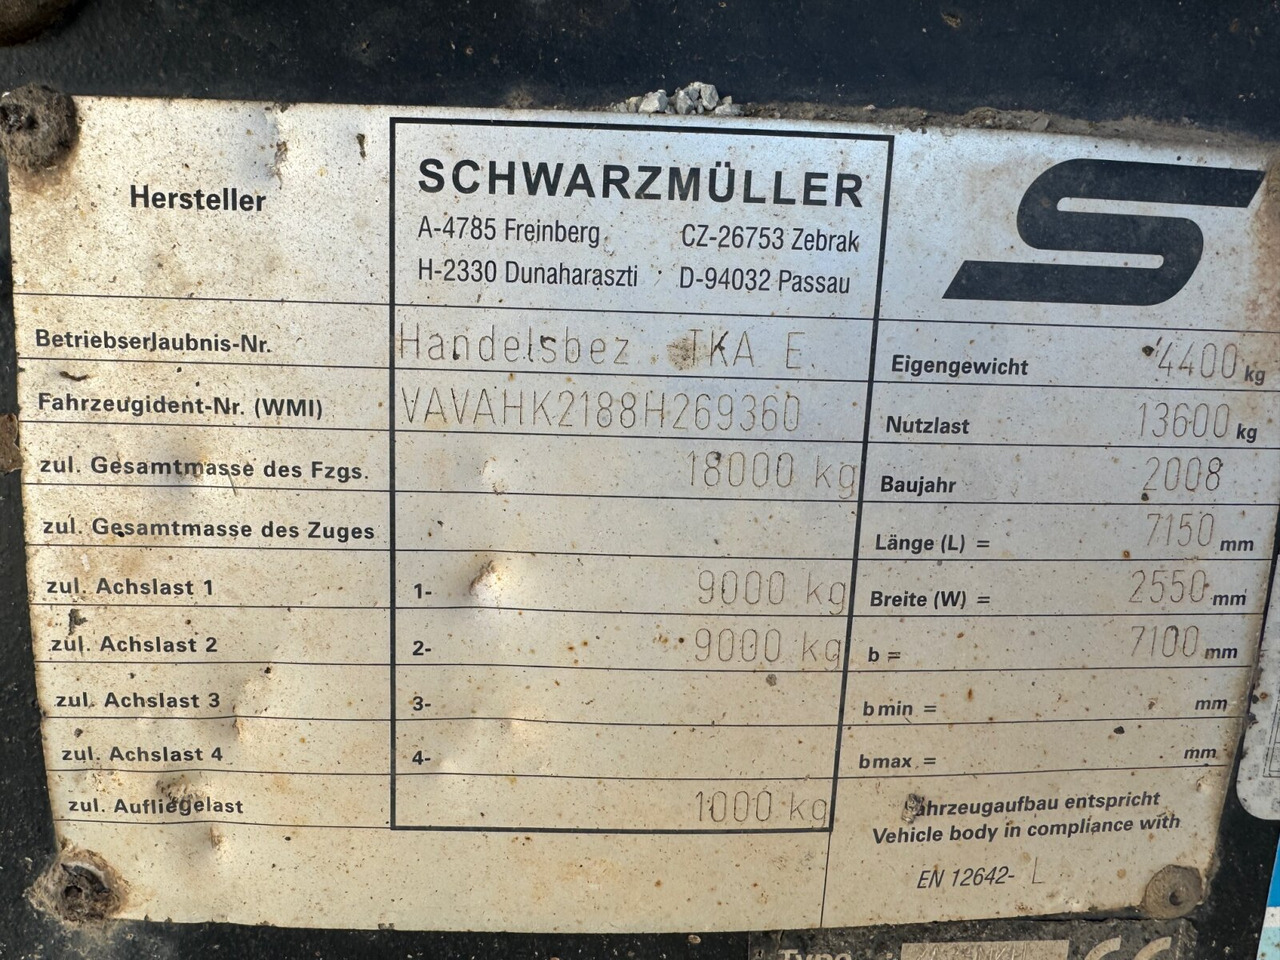 Hersteller
SCHWARZMÜLLER
A-4785 Freinberg CZ-26753 Zebrak
H-2330 Dunaharaszti D-94032 Passau
Betriebserlaubnis-Nr. Handelsbez TKA E
Fahrzeugident-Nr. (WMI) VAVAHK2188H269360
zul. Gesamtmasse des Fzgs. 18000 kg
zul. Gesamtmasse des Zuges
zul. Achslast 1 1- 9000 kg
zul. Achslast 2 2- 9000 kg
zul. Achslast 3 3-
zul. Achslast 4 4-
zul. Aufliegelast 1000 kg
Eigengewicht 4400 kg
Nutzlast 13600 kg
Baujahr 2008
Länge (L) = 7150 mm
Breite (W) = 2550 mm
b = 7100 mm
b min = mm
b max = mm
Fahrzeugaufbau entspricht
Vehicle body in compliance with
EN 12642- L
Type :